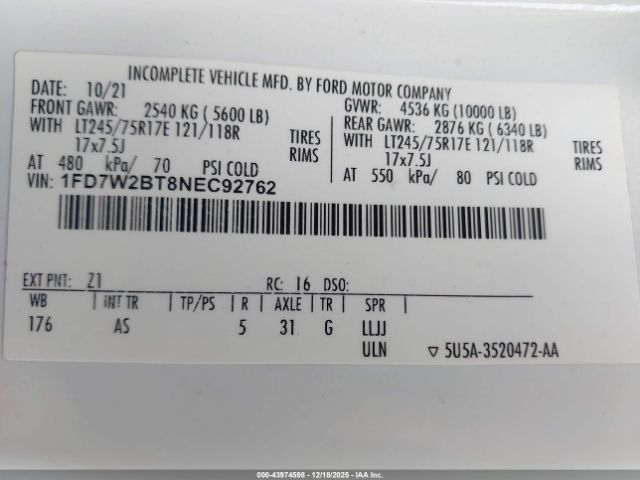 INCOMPLETE VEHICLE MFD. BY FORD MOTOR COMPANY
DATE: 10/21 GVWR: 4536 KG (10000 LB)
FRONT GAWR: 2540 KG (5600 LB) REAR GAWR: 2876 KG (6340 LB)
WITH LT245/75R17E 121/118R TIRES WITH LT245/75R17E 121/118R TIRES
17x7.5J RIMS 17x7.5J RIMS
AT 480 kPa/ 70 PSI COLD AT 550 kPa/ 80 PSI COLD
VIN: 1FD7W2BT8NEC92762
EXT PNT: Z1 RC: 16 DSO:
WB | INT TR | TP/PS | R | AXLE | TR | SPR
176 AS 5 31 G LLJJ
ULN ▽ 5U5A-3520472-AA
000-43974598 - 12/18/2025 - IAA, Inc.